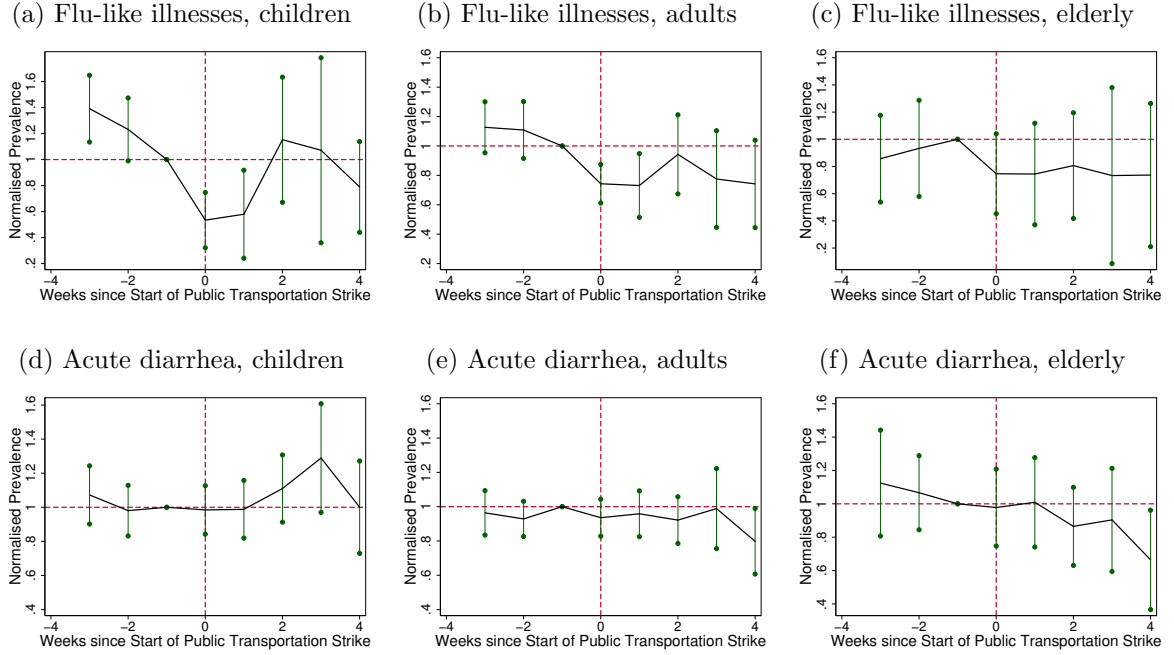 (a) Flu-like illnesses, children
(b) Flu-like illnesses, adults
(c) Flu-like illnesses, elderly
Normalised Prevalence
.2 .4 .6 .8 1 1.2 1.4 1.6
−4 −2 0 2 4
Weeks since Start of Public Transportation Strike
Normalised Prevalence
.2 .4 .6 .8 1 1.2 1.4 1.6
−4 −2 0 2 4
Weeks since Start of Public Transportation Strike
Normalised Prevalence
.2 .4 .6 .8 1 1.2 1.4 1.6
−4 −2 0 2 4
Weeks since Start of Public Transportation Strike
(d) Acute diarrhea, children
(e) Acute diarrhea, adults
(f) Acute diarrhea, elderly
Normalised Prevalence
.4 .6 .8 1 1.2 1.4 1.6
−4 −2 0 2 4
Weeks since Start of Public Transportation Strike
Normalised Prevalence
.4 .6 .8 1 1.2 1.4 1.6
−4 −2 0 2 4
Weeks since Start of Public Transportation Strike
Normalised Prevalence
.4 .6 .8 1 1.2 1.4 1.6
−4 −2 0 2 4
Weeks since Start of Public Transportation Strike